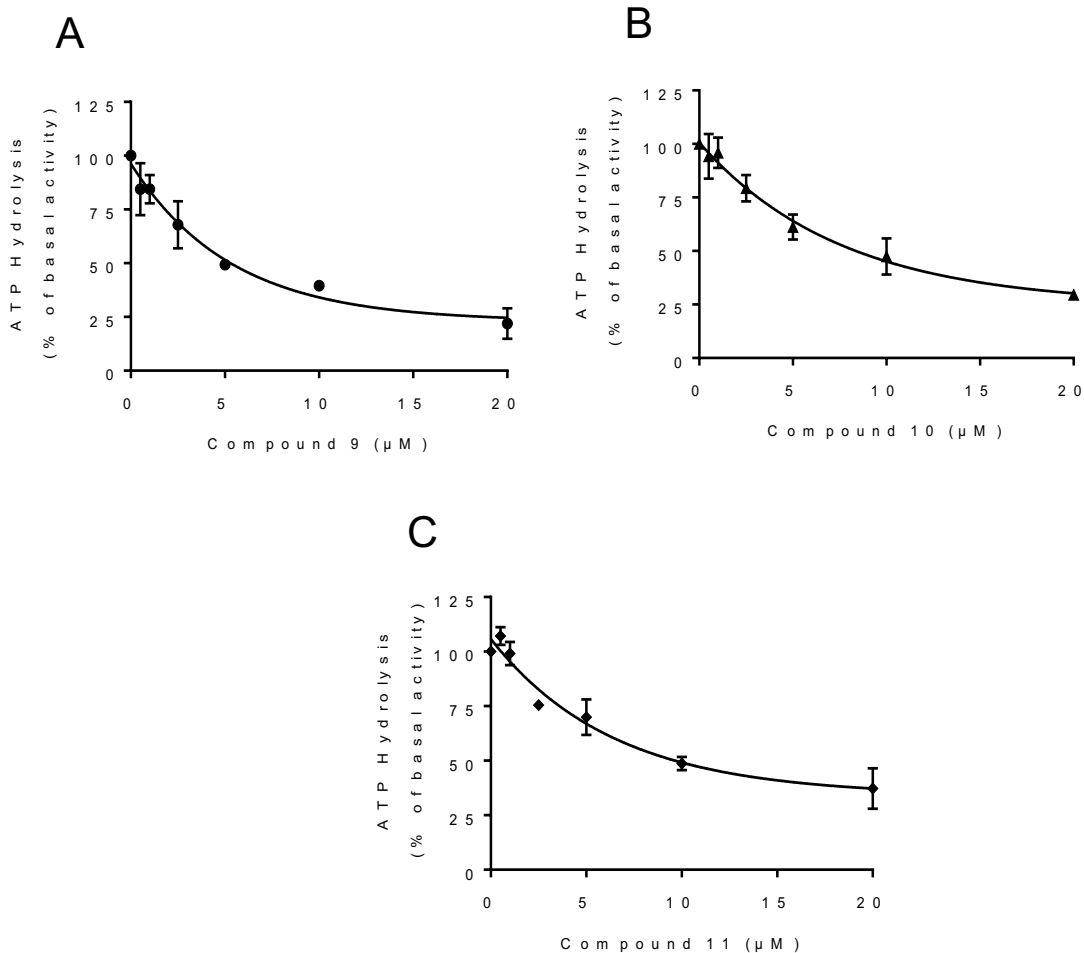 A
ATP Hydrolysis
(% of basal activity)
125
100
75
50
25
0
0 5 10 15 20
Compound 9 (µM)
B
ATP Hydrolysis
(% of basal activity)
125
100
75
50
25
0
0 5 10 15 20
Compound 10 (µM)
C
ATP Hydrolysis
(% of basal activity)
125
100
75
50
25
0
0 5 10 15 20
Compound 11 (µM)